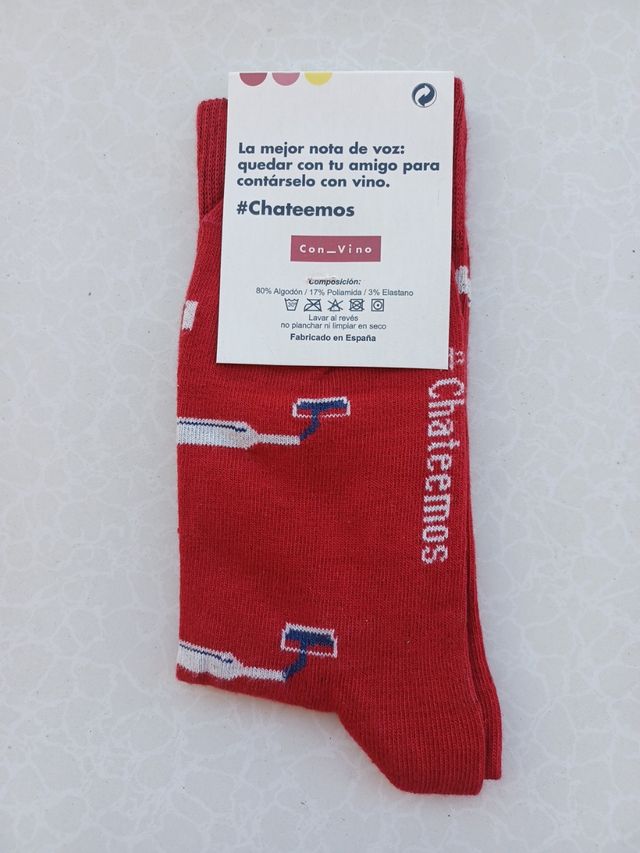 La mejor nota de voz:
quedar con tu amigo para
contárselo con vino.
#Chateemos
Con_Vino
Composición:
80% Algodón / 17% Poliamida / 3% Elastano
30°
Lavar al revés
no planchar ni limpiar en seco
Fabricado en España
#Chateemos